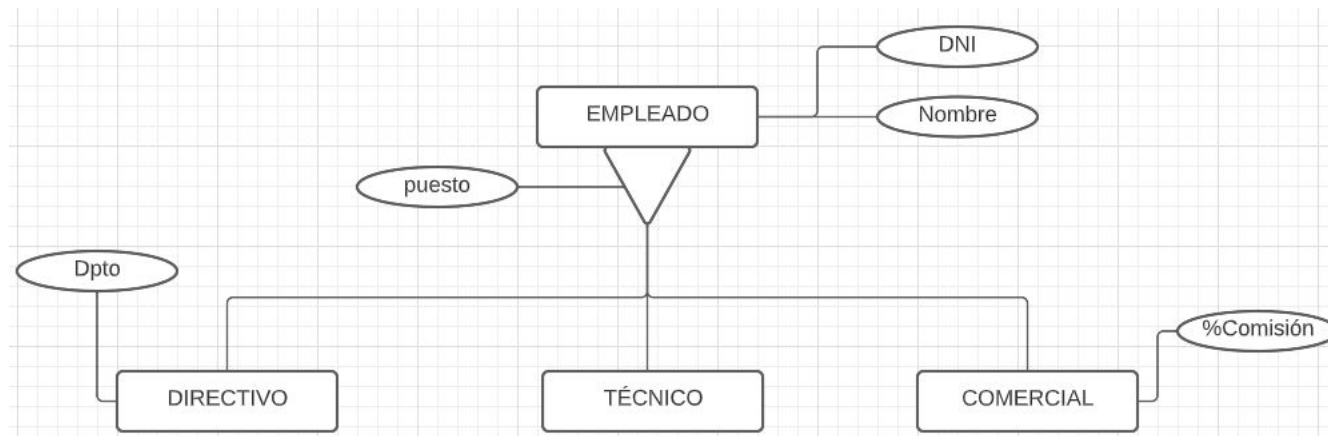 DNI
EMPLEADO
Nombre
puesto
Dpto
%Comisión
DIRECTIVO
TÉCNICO
COMERCIAL